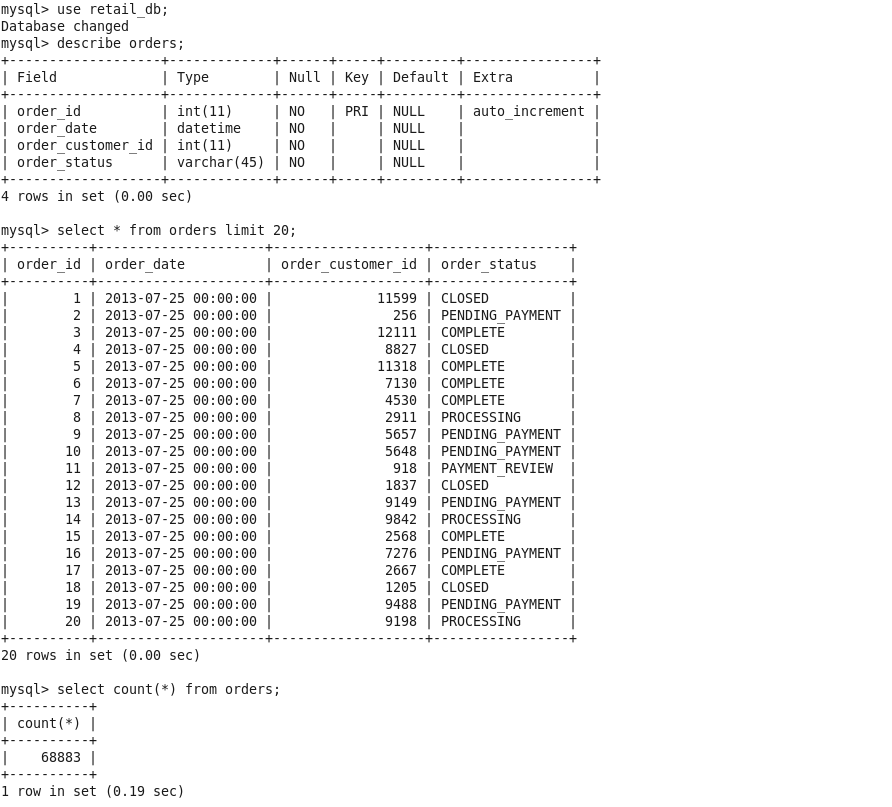 mysql> use retail_db;
Database changed
mysql> describe orders;
+-------------------+-------------+------+-----+---------+----------------+
| Field             | Type        | Null | Key | Default | Extra          |
+-------------------+-------------+------+-----+---------+----------------+
| order_id          | int(11)     | NO   | PRI | NULL    | auto_increment |
| order_date        | datetime    | NO   |     | NULL    |                |
| order_customer_id | int(11)     | NO   |     | NULL    |                |
| order_status      | varchar(45) | NO   |     | NULL    |                |
+-------------------+-------------+------+-----+---------+----------------+
4 rows in set (0.00 sec)

mysql> select * from orders limit 20;
+----------+---------------------+-------------------+-----------------+
| order_id | order_date          | order_customer_id | order_status    |
+----------+---------------------+-------------------+-----------------+
|        1 | 2013-07-25 00:00:00 |             11599 | CLOSED          |
|        2 | 2013-07-25 00:00:00 |               256 | PENDING_PAYMENT |
|        3 | 2013-07-25 00:00:00 |             12111 | COMPLETE        |
|        4 | 2013-07-25 00:00:00 |              8827 | CLOSED          |
|        5 | 2013-07-25 00:00:00 |             11318 | COMPLETE        |
|        6 | 2013-07-25 00:00:00 |              7130 | COMPLETE        |
|        7 | 2013-07-25 00:00:00 |              4530 | COMPLETE        |
|        8 | 2013-07-25 00:00:00 |              2911 | PROCESSING      |
|        9 | 2013-07-25 00:00:00 |              5657 | PENDING_PAYMENT |
|       10 | 2013-07-25 00:00:00 |              5648 | PENDING_PAYMENT |
|       11 | 2013-07-25 00:00:00 |               918 | PAYMENT_REVIEW  |
|       12 | 2013-07-25 00:00:00 |              1837 | CLOSED          |
|       13 | 2013-07-25 00:00:00 |              9149 | PENDING_PAYMENT |
|       14 | 2013-07-25 00:00:00 |              9842 | PROCESSING      |
|       15 | 2013-07-25 00:00:00 |              2568 | COMPLETE        |
|       16 | 2013-07-25 00:00:00 |              7276 | PENDING_PAYMENT |
|       17 | 2013-07-25 00:00:00 |              2667 | COMPLETE        |
|       18 | 2013-07-25 00:00:00 |              1205 | CLOSED          |
|       19 | 2013-07-25 00:00:00 |              9488 | PENDING_PAYMENT |
|       20 | 2013-07-25 00:00:00 |              9198 | PROCESSING      |
+----------+---------------------+-------------------+-----------------+
20 rows in set (0.00 sec)

mysql> select count(*) from orders;
+----------+
| count(*) |
+----------+
|    68883 |
+----------+
1 row in set (0.19 sec)